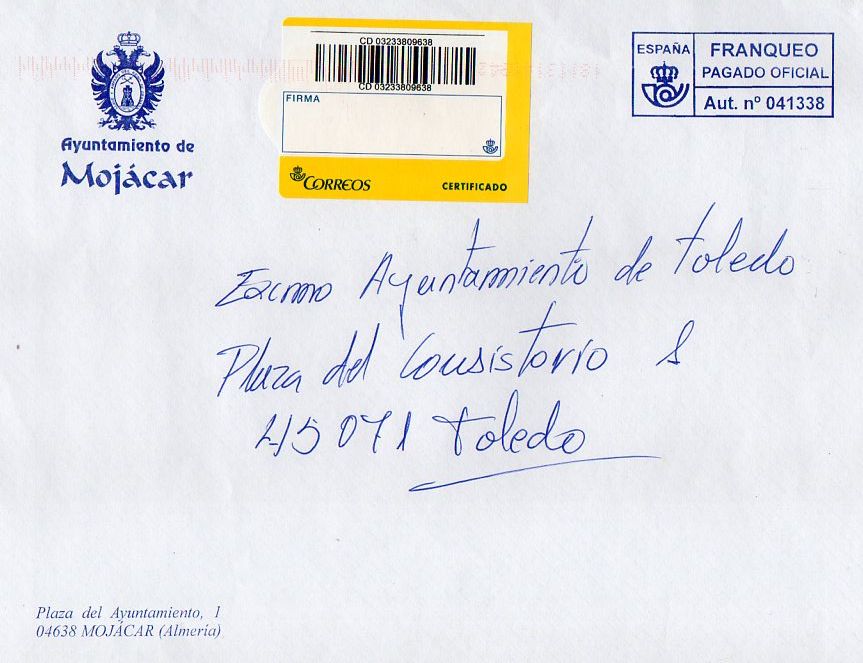 Ayuntamiento de
Mojácar
CD 03233809638
CD 03233809638
FIRMA
CORREOS
CERTIFICADO
ESPAÑA
FRANQUEO
PAGADO OFICIAL
Aut. nº 041338
Excmo Ayuntamiento de Toledo
Plaza del Consistorio
45071 Toledo
Plaza del Ayuntamiento, 1
04638 MOJÁCAR (Almería)